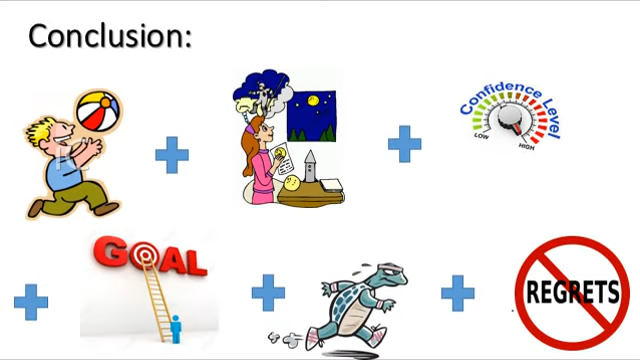 Conclusion:
Confidence Level
LOW
HIGH
GOAL
REGRETS